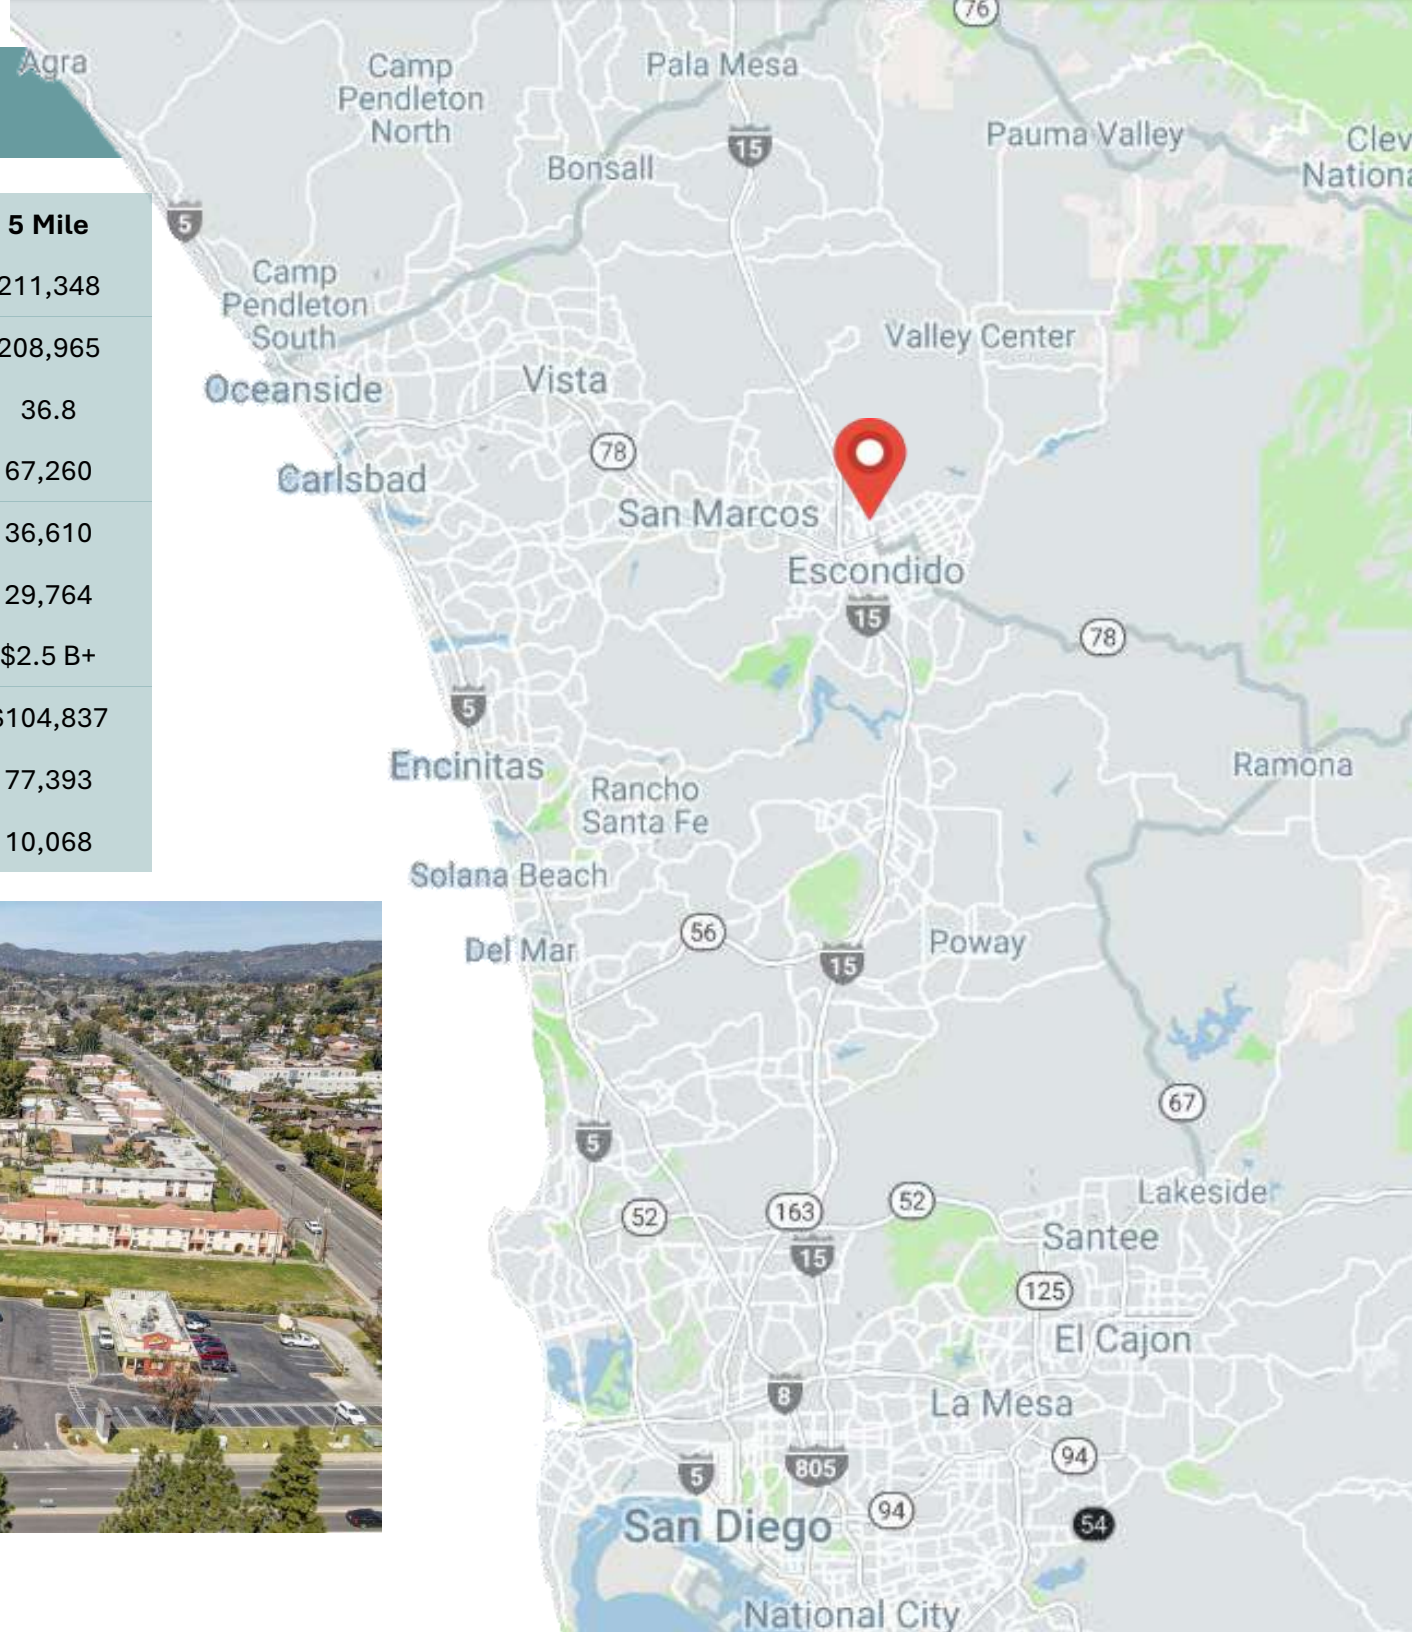 5 Mile
211,348
208,965
36.8
67,260
36,610
29,764
$2.5 B+
$104,837
77,393
10,068
76
Agra
Camp
Pendleton
North
Pala Mesa
15
Pauma Valley
Clev
Nationa
Bonsall
5
Camp
Pendleton
South
Valley Center
Oceanside
Vista
78
Carlsbad
San Marcos
Escondido
15
78
5
Encinitas
Rancho
Santa Fe
Ramona
Solana Beach
56
Del Mar
15
Poway
67
5
52
163
52
Lakeside
15
Santee
125
El Cajon
8
La Mesa
94
5
805
94
54
San Diego
National City